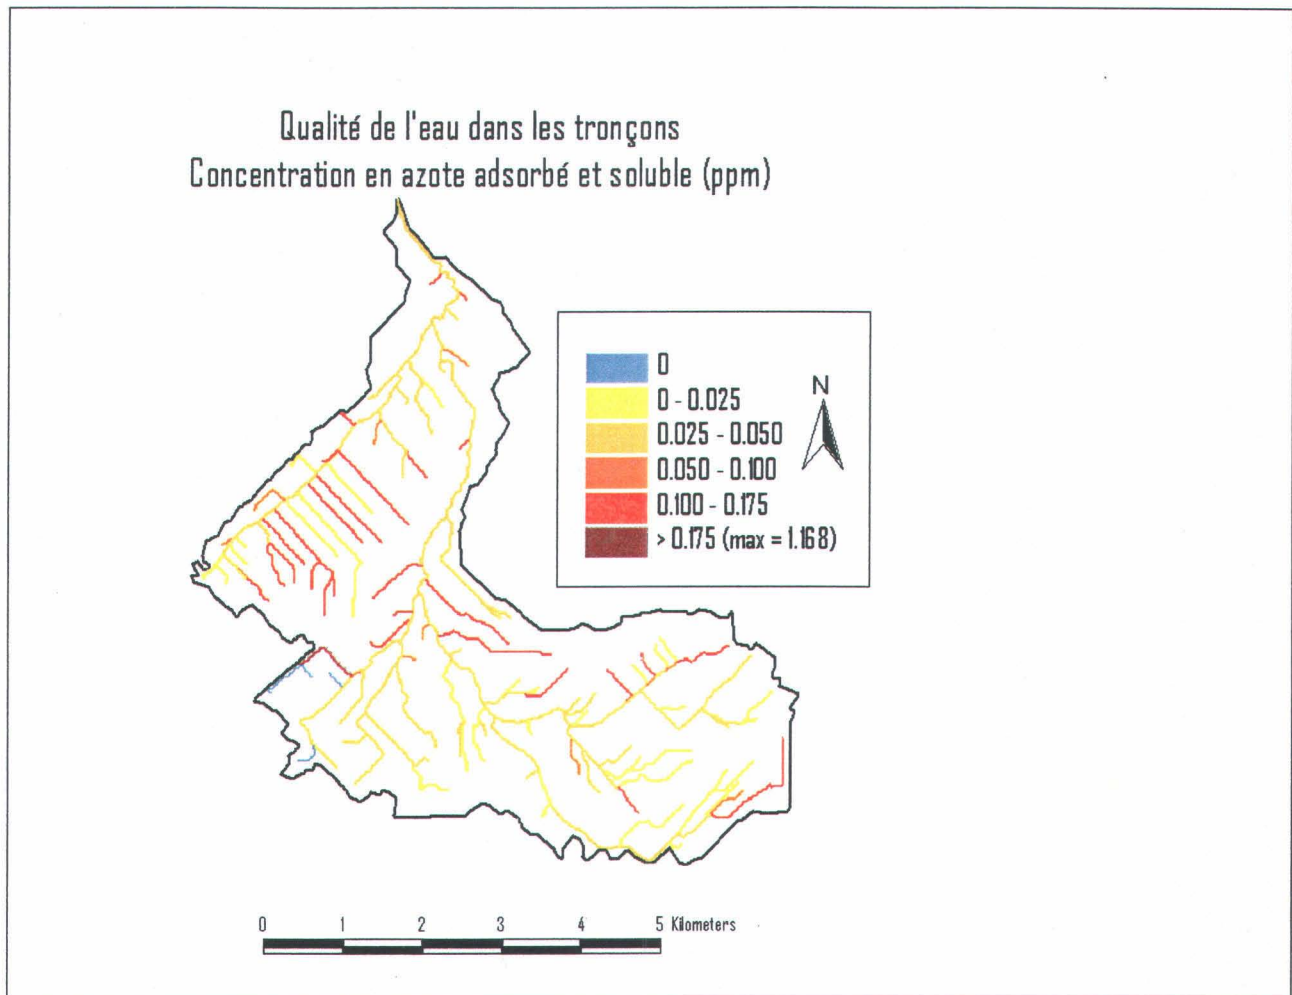 Qualité de l'eau dans les tronçons
Concentration en azote adsorbé et soluble (ppm)
0
0 - 0.025
0.025 - 0.050
0.050 - 0.100
0.100 - 0.175
> 0.175 (max = 1.168)
N
0 1 2 3 4 5 Kilometers